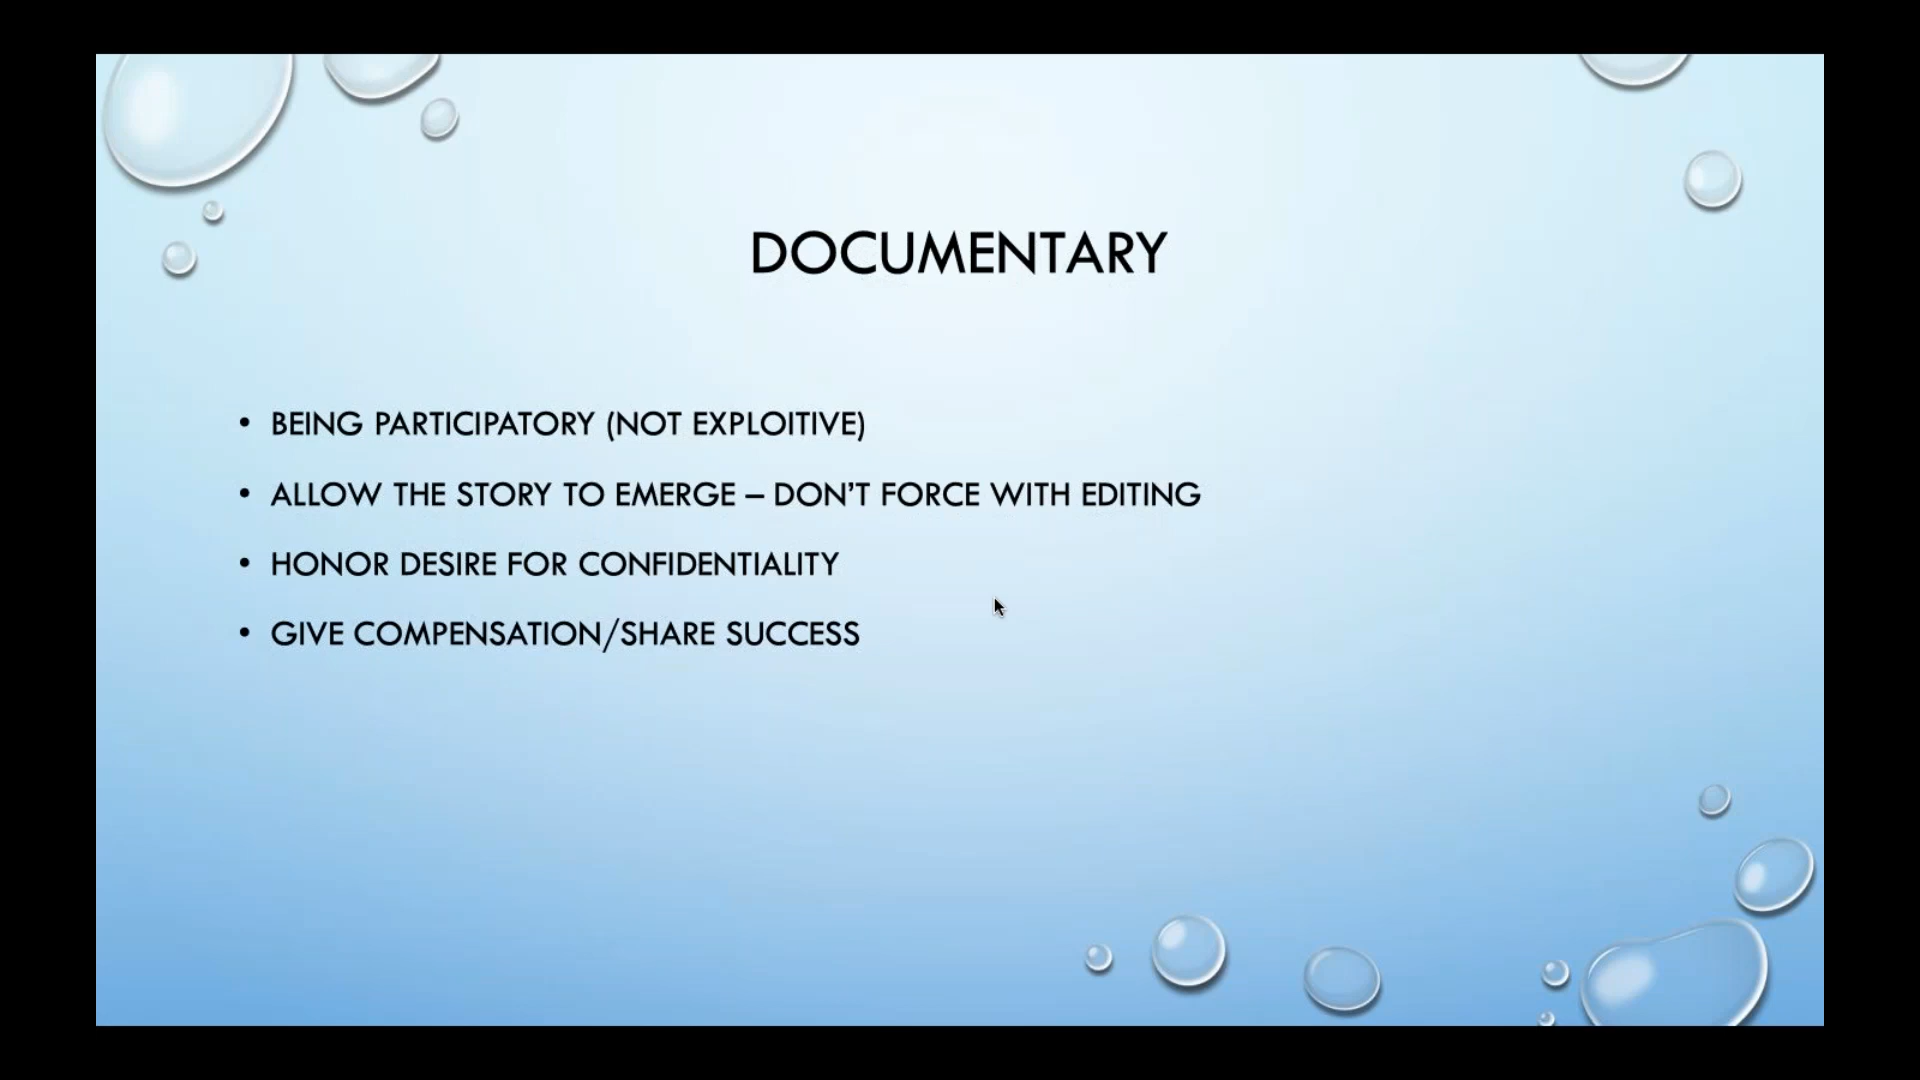 DOCUMENTARY
• BEING PARTICIPATORY (NOT EXPLOITIVE)
• ALLOW THE STORY TO EMERGE – DON’T FORCE WITH EDITING
• HONOR DESIRE FOR CONFIDENTIALITY
• GIVE COMPENSATION/SHARE SUCCESS